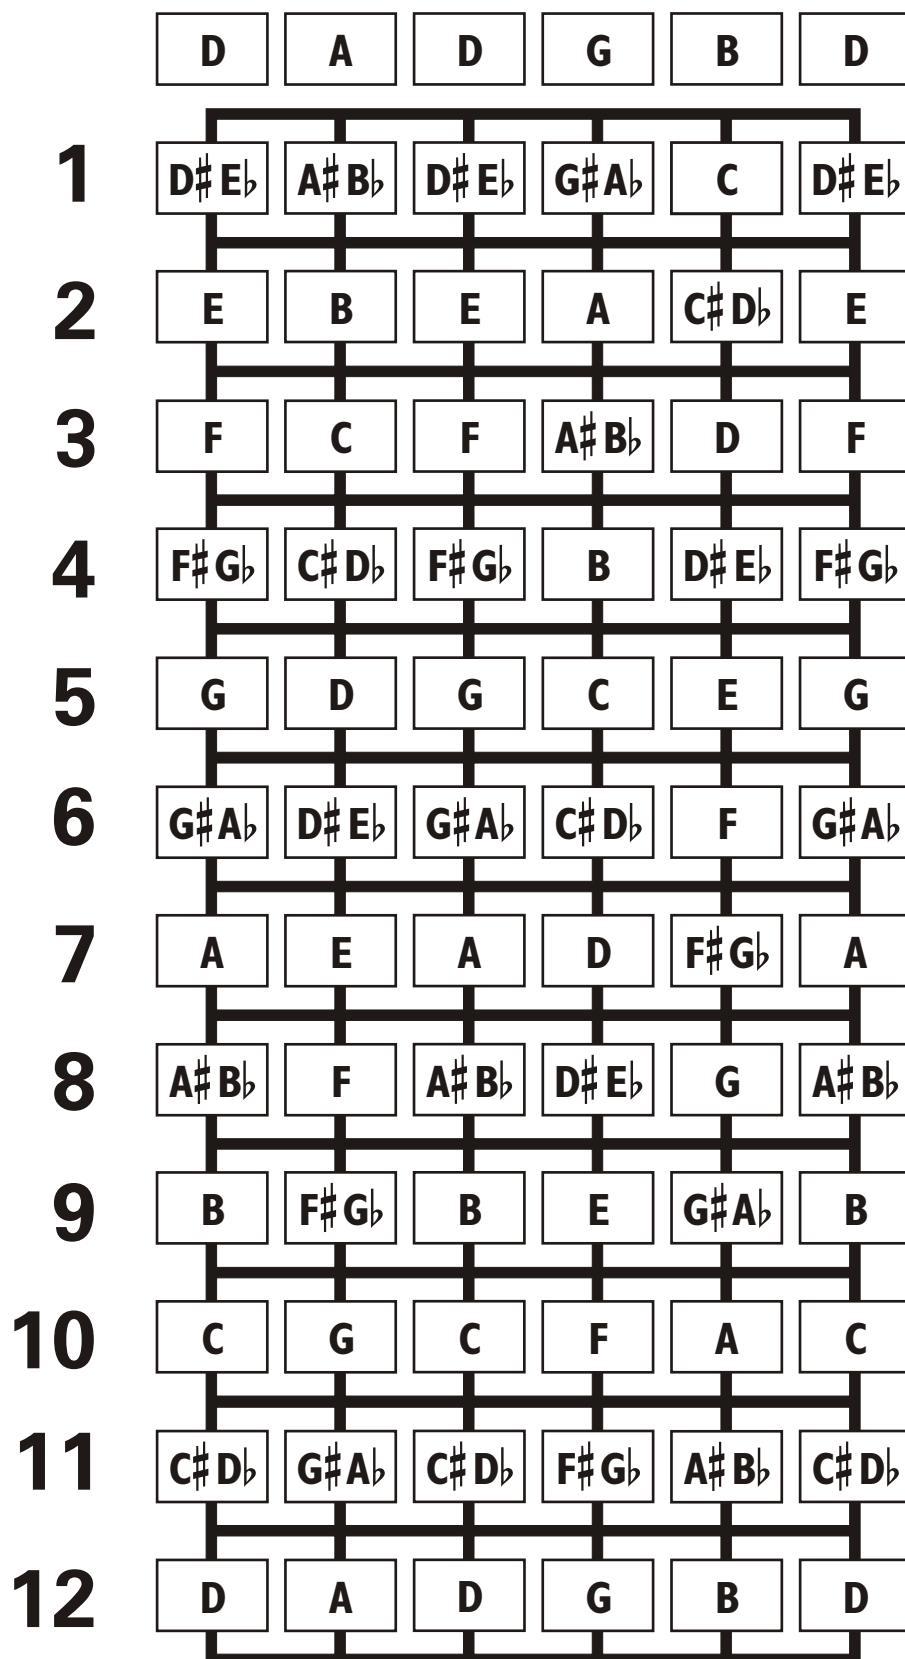 D A D G B D
1 D♯E♭ A♯B♭ D♯E♭ G♯A♭ C D♯E♭
2 E B E A C♯D♭ E
3 F C F A♯B♭ D F
4 F♯G♭ C♯D♭ F♯G♭ B D♯E♭ F♯G♭
5 G D G C E G
6 G♯A♭ D♯E♭ G♯A♭ C♯D♭ F G♯A♭
7 A E A D F♯G♭ A
8 A♯B♭ F A♯B♭ D♯E♭ G A♯B♭
9 B F♯G♭ B E G♯A♭ B
10 C G C F A C
11 C♯D♭ G♯A♭ C♯D♭ F♯G♭ A♯B♭ C♯D♭
12 D A D G B D